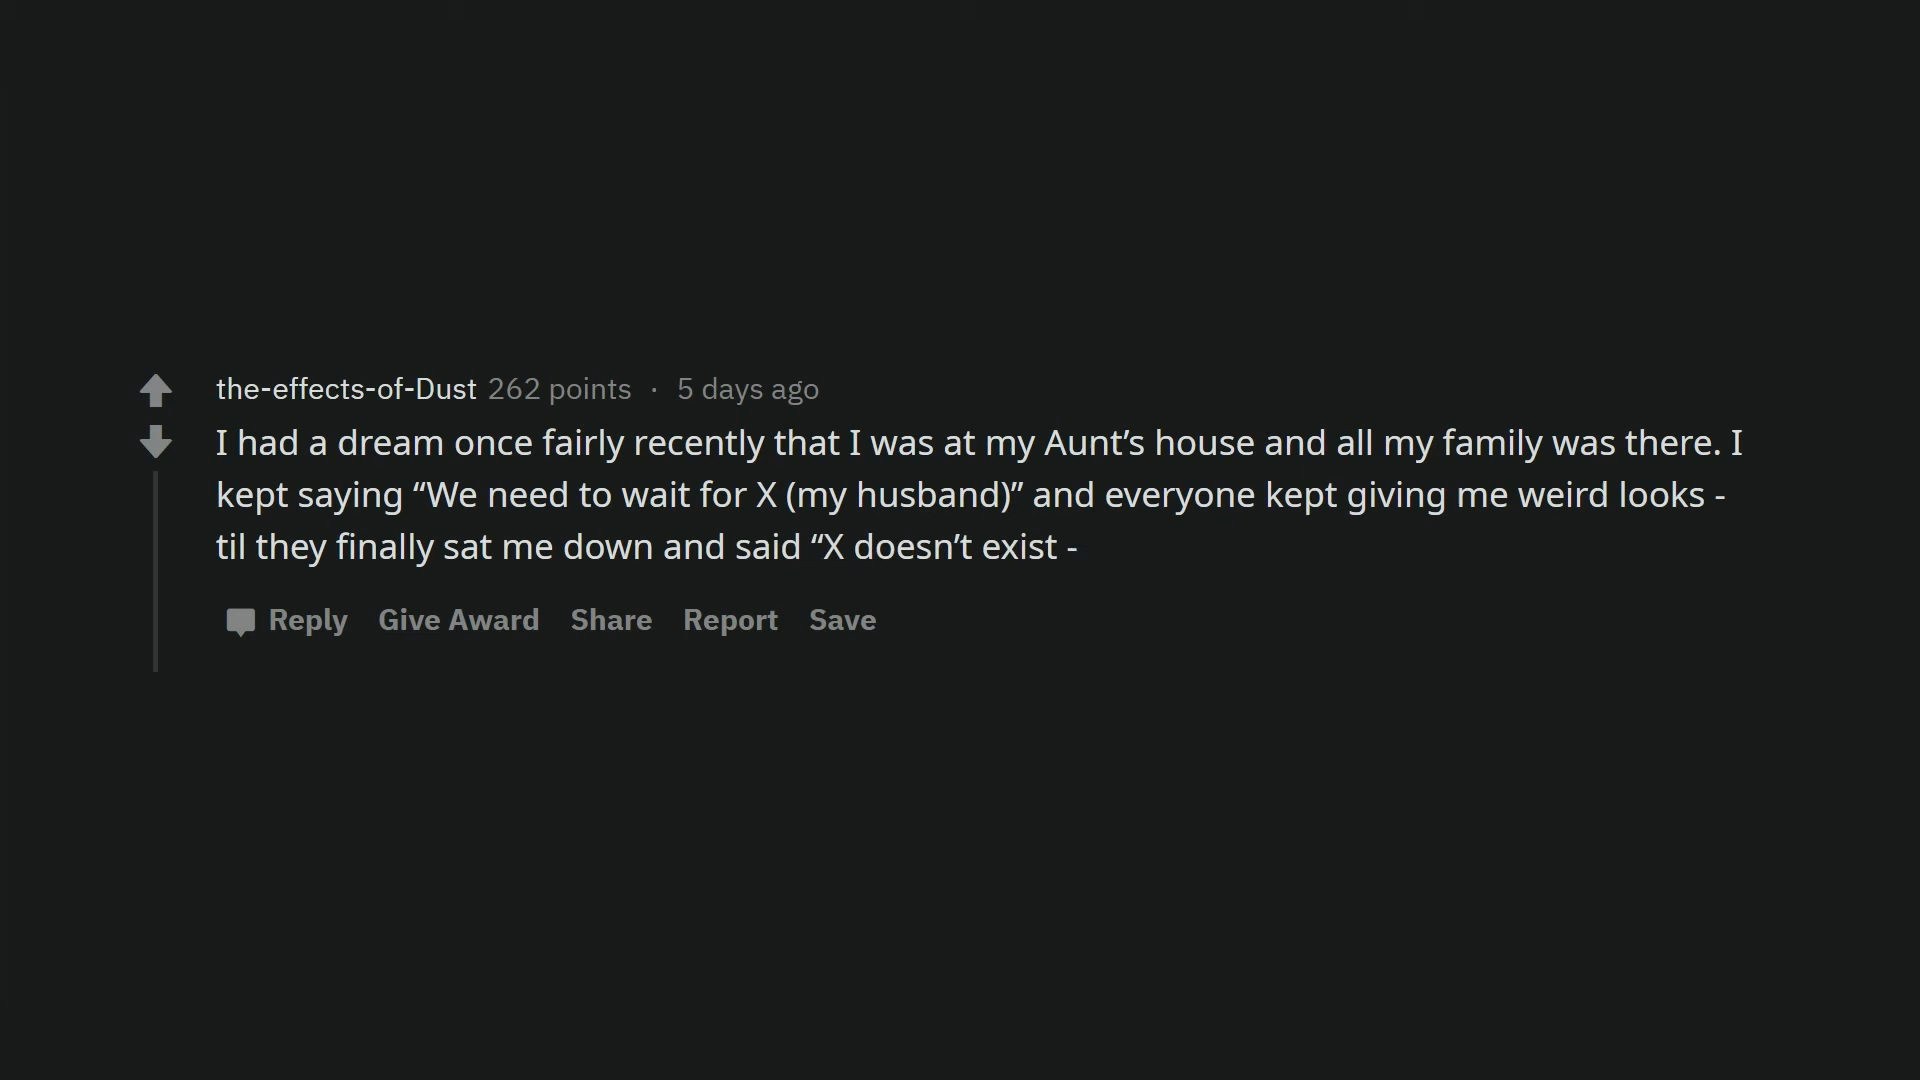 the-effects-of-Dust 262 points · 5 days ago
I had a dream once fairly recently that I was at my Aunt’s house and all my family was there. I
kept saying “We need to wait for X (my husband)” and everyone kept giving me weird looks -
til they finally sat me down and said “X doesn’t exist -
Reply Give Award Share Report Save